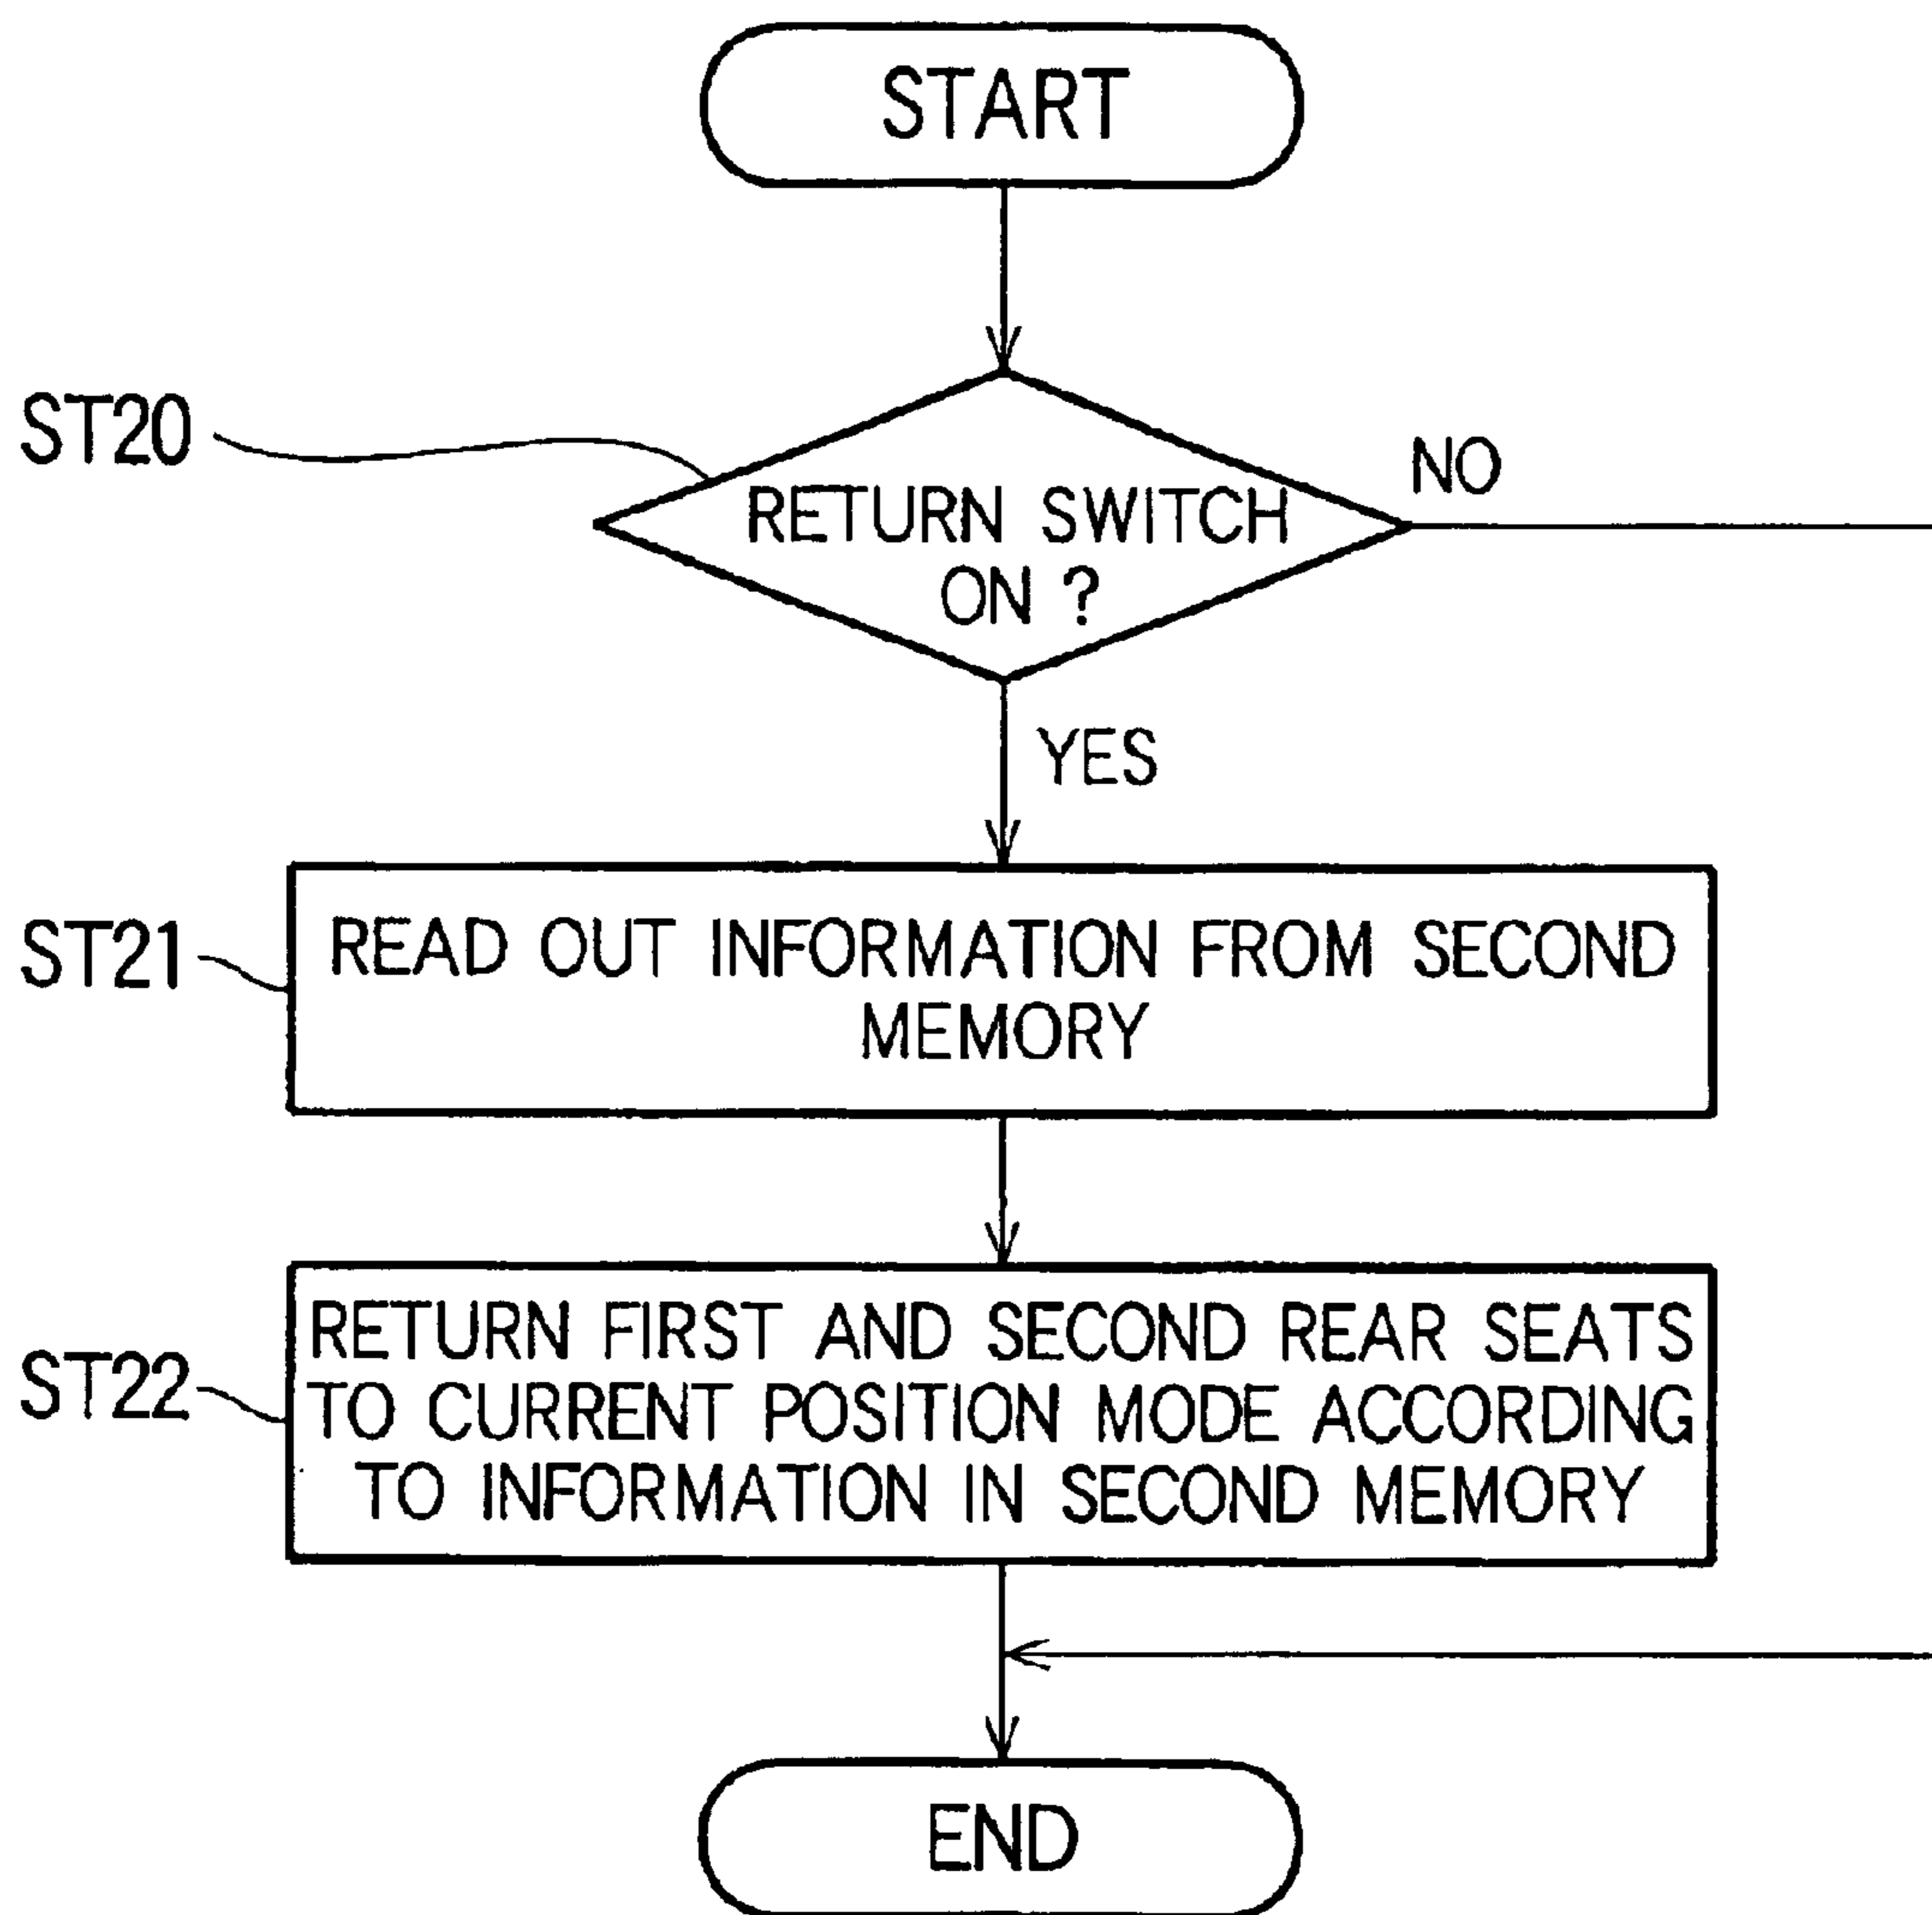 START
ST20
NO
RETURN SWITCH
ON ?
YES
ST21
READ OUT INFORMATION FROM SECOND
MEMORY
ST22
RETURN FIRST AND SECOND REAR SEATS
TO CURRENT POSITION MODE ACCORDING
TO INFORMATION IN SECOND MEMORY
END